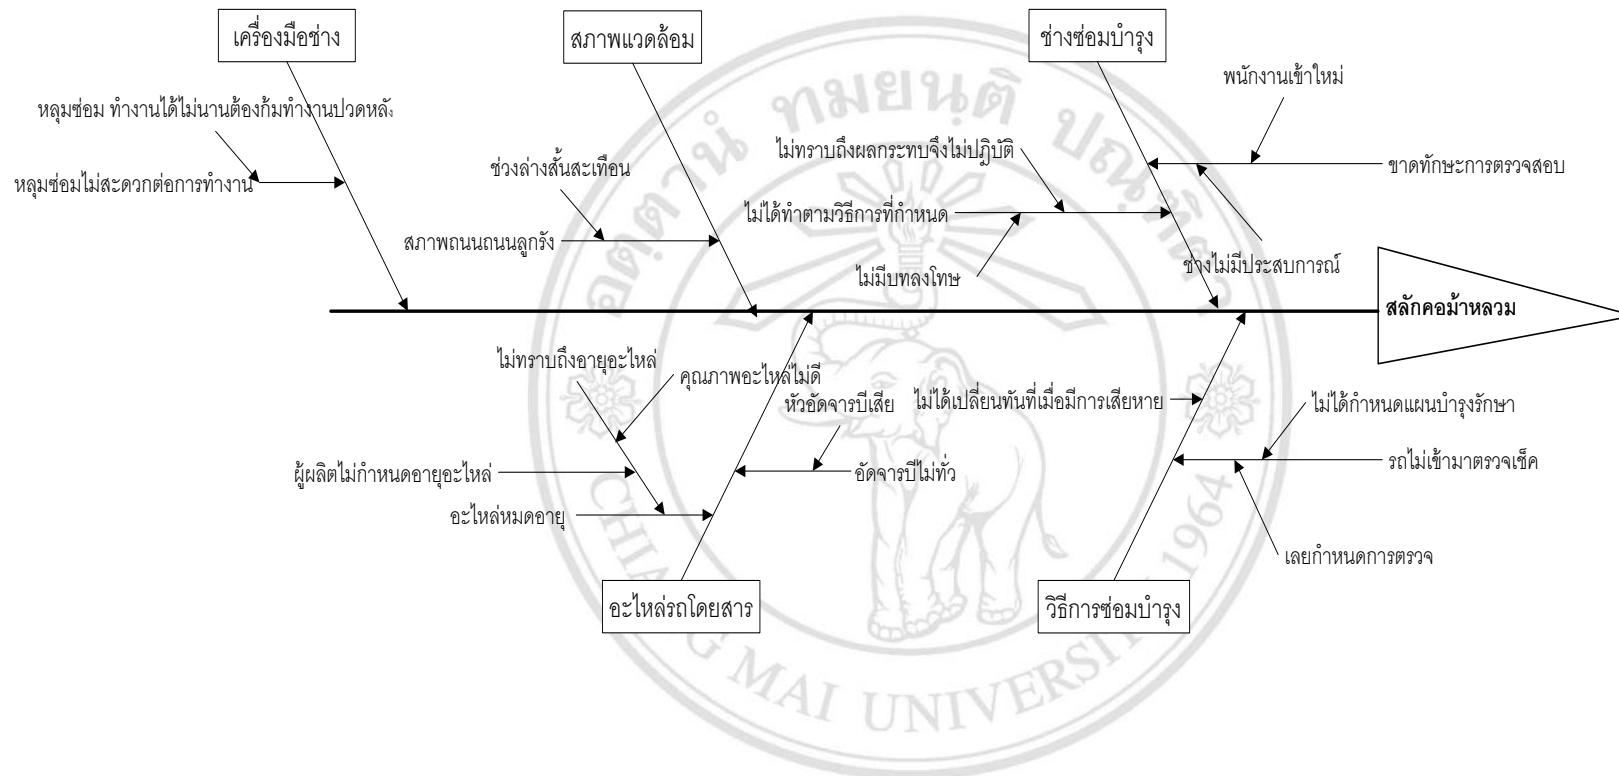 เครื่องมือช่าง
สภาพแวดล้อม
ช่างซ่อมบำรุง
พนักงานเข้าใหม่
หลุมซ่อม ทำงานได้ไม่นานต้องก้มทำงานปวดหลัง
ไม่ทราบถึงผลกระทบจึงไม่ปฎิบัติ
ช่วงล่างสั้นสะเทือน
ขาดทักษะการตรวจสอบ
หลุมซ่อมไม่สะดวกต่อการทำงาน
ไม่ได้ทำตามวิธีการที่กำหนด
สภาพถนนถนนลูกรัง
ช่างไม่มีประสบการณ์
ไม่มีบทลงโทษ
สลักคอม้าหลวม
ไม่ทราบถึงอายุอะไหล่
คุณภาพอะไหล่ไม่ดี
หัวอัดจารบีเสีย
ไม่ได้เปลี่ยนทันที่เมื่อมีการเสียหาย
ไม่ได้กำหนดแผนบำรุงรักษา
ผู้ผลิตไม่กำหนดอายุอะไหล่
อัดจารบีไม่ทั่ว
รถไม่เข้ามาตรวจเช็ค
อะไหล่หมดอายุ
เลยกำหนดการตรวจ
อะไหล่รถโดยสาร
วิธีการซ่อมบำรุง
อตฺตานํ ทมยนฺติ ปณฺฑิตา
CHIANG MAI UNIVERSITY 1964